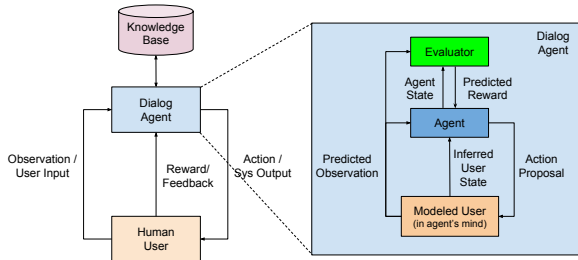 Knowledge
Base
Dialog
Agent
Observation /
User Input
Reward/
Feedback
Action /
Sys Output
Human
User
Dialog
Agent
Evaluator
Agent
State
Predicted
Reward
Agent
Predicted
Observation
Inferred
User
State
Action
Proposal
Modeled User
(in agent's mind)